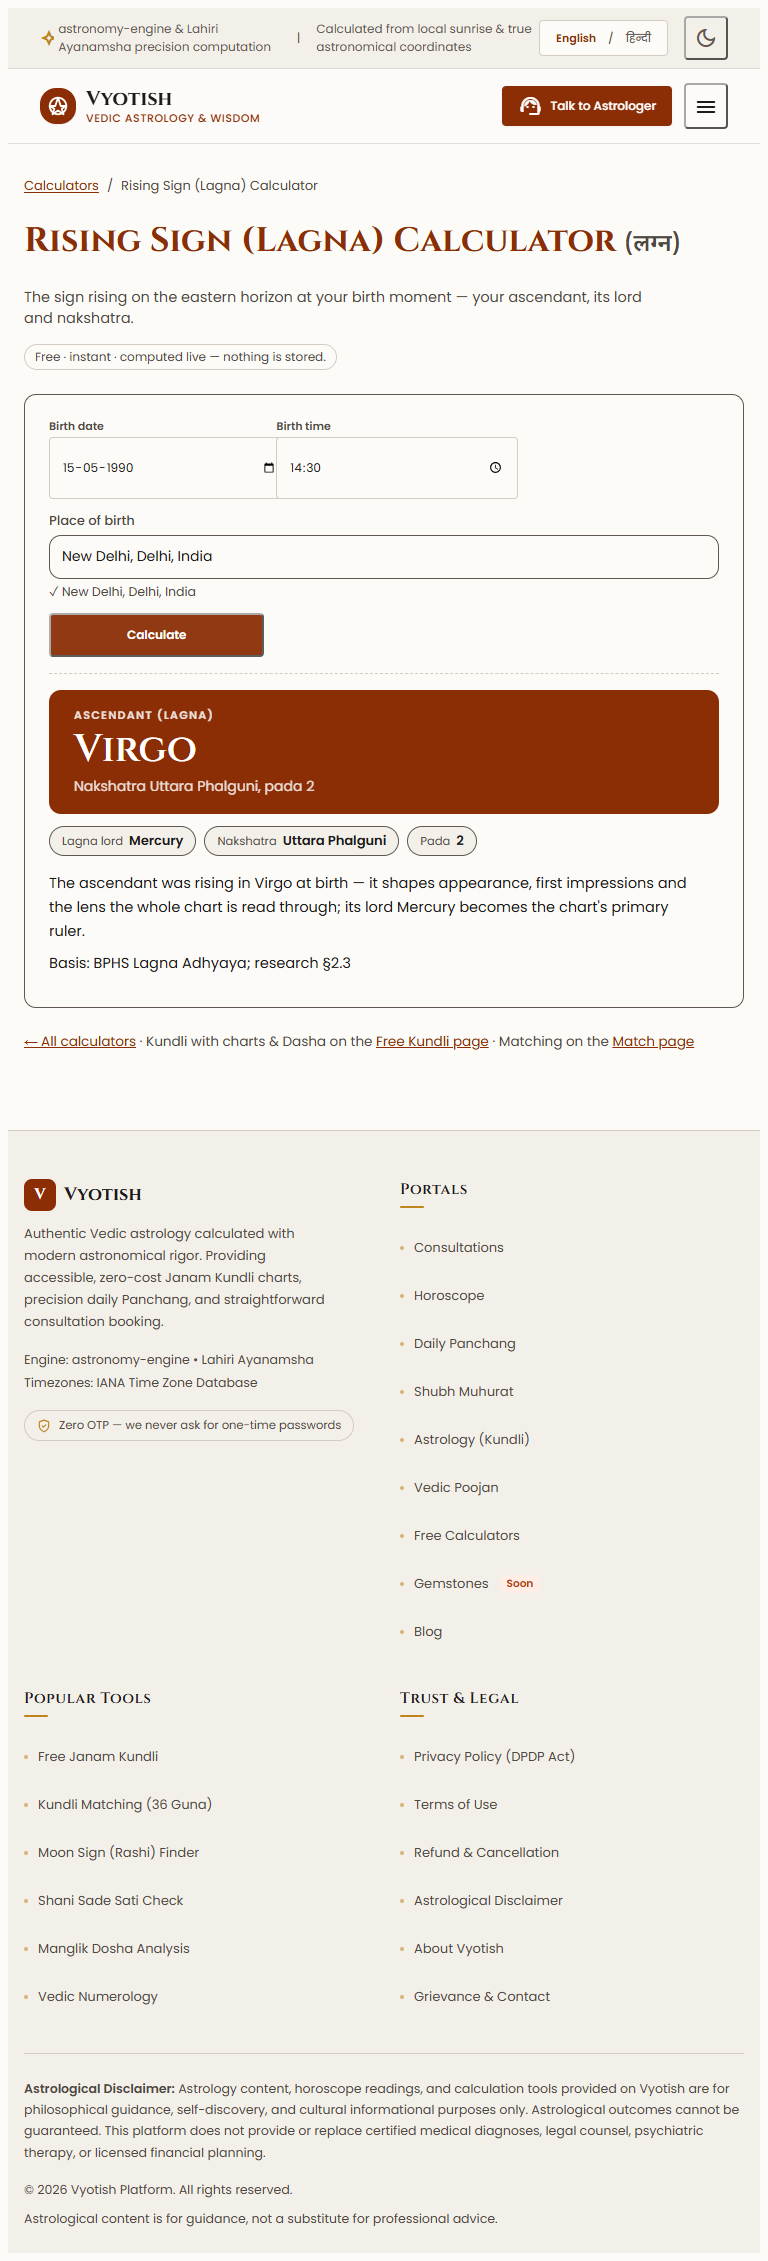 astronomy-engine & Lahiri
Ayanamsha precision computation
|
Calculated from local sunrise & true
astronomical coordinates
English / हिन्दी
Vyotish
VEDIC ASTROLOGY & WISDOM
Talk to Astrologer
Calculators / Rising Sign (Lagna) Calculator
Rising Sign (Lagna) Calculator (लग्न)
The sign rising on the eastern horizon at your birth moment — your ascendant, its lord
and nakshatra.
Free · instant · computed live — nothing is stored.
Birth date Birth time
15-05-1990 14:30
Place of birth
New Delhi, Delhi, India
✓ New Delhi, Delhi, India
Calculate
ASCENDANT (LAGNA)
Virgo
Nakshatra Uttara Phalguni, pada 2
Lagna lord Mercury Nakshatra Uttara Phalguni Pada 2
The ascendant was rising in Virgo at birth — it shapes appearance, first impressions and
the lens the whole chart is read through; its lord Mercury becomes the chart's primary
ruler.
Basis: BPHS Lagna Adhyaya; research §2.3
← All calculators · Kundli with charts & Dasha on the Free Kundli page · Matching on the Match page
V Vyotish
Authentic Vedic astrology calculated with
modern astronomical rigor. Providing
accessible, zero-cost Janam Kundli charts,
precision daily Panchang, and straightforward
consultation booking.
Engine: astronomy-engine • Lahiri Ayanamsha
Timezones: IANA Time Zone Database
Zero OTP — we never ask for one-time passwords
Portals
Consultations
Horoscope
Daily Panchang
Shubh Muhurat
Astrology (Kundli)
Vedic Poojan
Free Calculators
Gemstones Soon
Blog
Popular Tools
Free Janam Kundli
Kundli Matching (36 Guna)
Moon Sign (Rashi) Finder
Shani Sade Sati Check
Manglik Dosha Analysis
Vedic Numerology
Trust & Legal
Privacy Policy (DPDP Act)
Terms of Use
Refund & Cancellation
Astrological Disclaimer
About Vyotish
Grievance & Contact
Astrological Disclaimer: Astrology content, horoscope readings, and calculation tools provided on Vyotish are for
philosophical guidance, self-discovery, and cultural informational purposes only. Astrological outcomes cannot be
guaranteed. This platform does not provide or replace certified medical diagnoses, legal counsel, psychiatric
therapy, or licensed financial planning.
© 2026 Vyotish Platform. All rights reserved.
Astrological content is for guidance, not a substitute for professional advice.